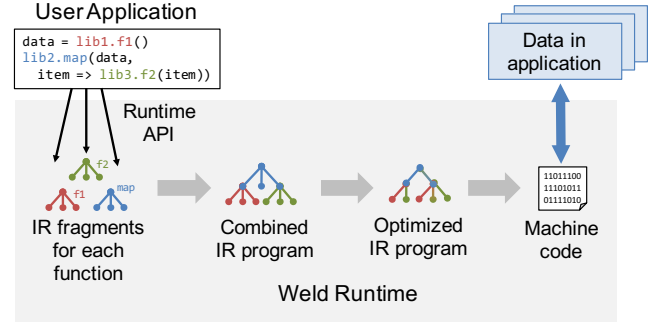 User Application
data = lib1.f1()
lib2.map(data,
item => lib3.f2(item))
Data in
application
Runtime
API
f2
f1
map
IR fragments
for each
function
Combined
IR program
Optimized
IR program
11011100
11101011
01111010
Machine
code
Weld Runtime